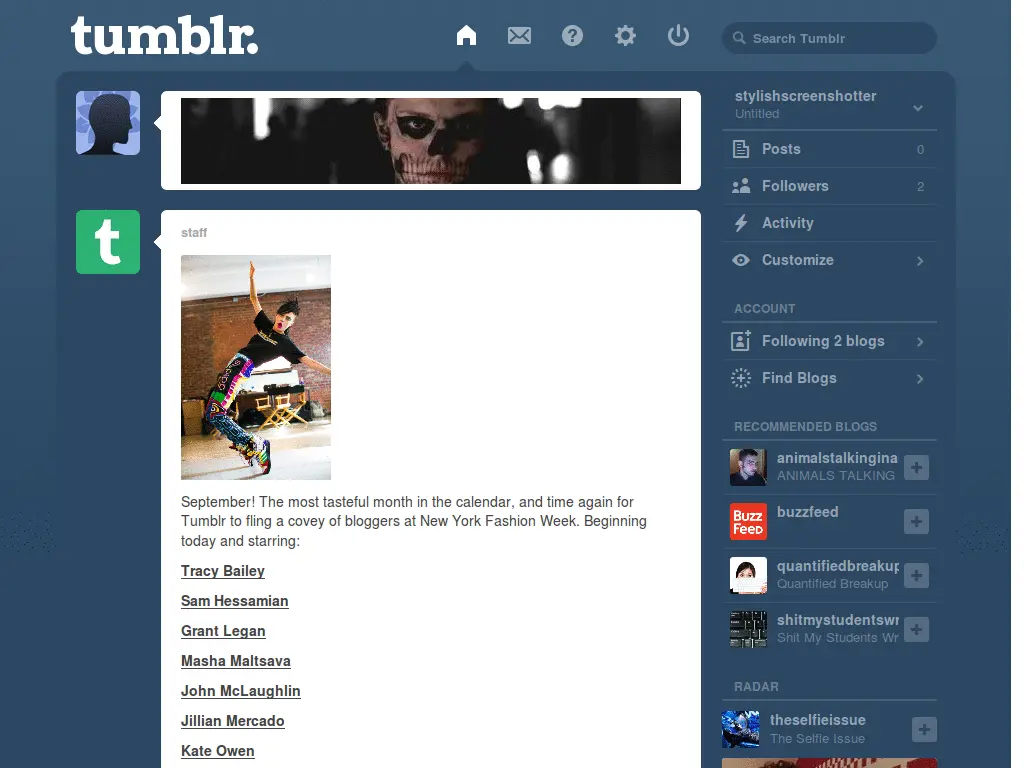 tumblr.
Search Tumblr
stylishscreenshotter
Untitled
Posts 0
Followers 2
Activity
Customize
ACCOUNT
Following 2 blogs
Find Blogs
RECOMMENDED BLOGS
animalstalkingina
ANIMALS TALKING
BUZZ
FEED
buzzfeed
quantifiedbreakup
Quantified Breakup
shitmystudentswr
Shit My Students Wr
RADAR
theselfieissue
The Selfie Issue
t
staff
September! The most tasteful month in the calendar, and time again for
Tumblr to fling a covey of bloggers at New York Fashion Week. Beginning
today and starring:
Tracy Bailey
Sam Hessamian
Grant Legan
Masha Maltsava
John McLaughlin
Jillian Mercado
Kate Owen